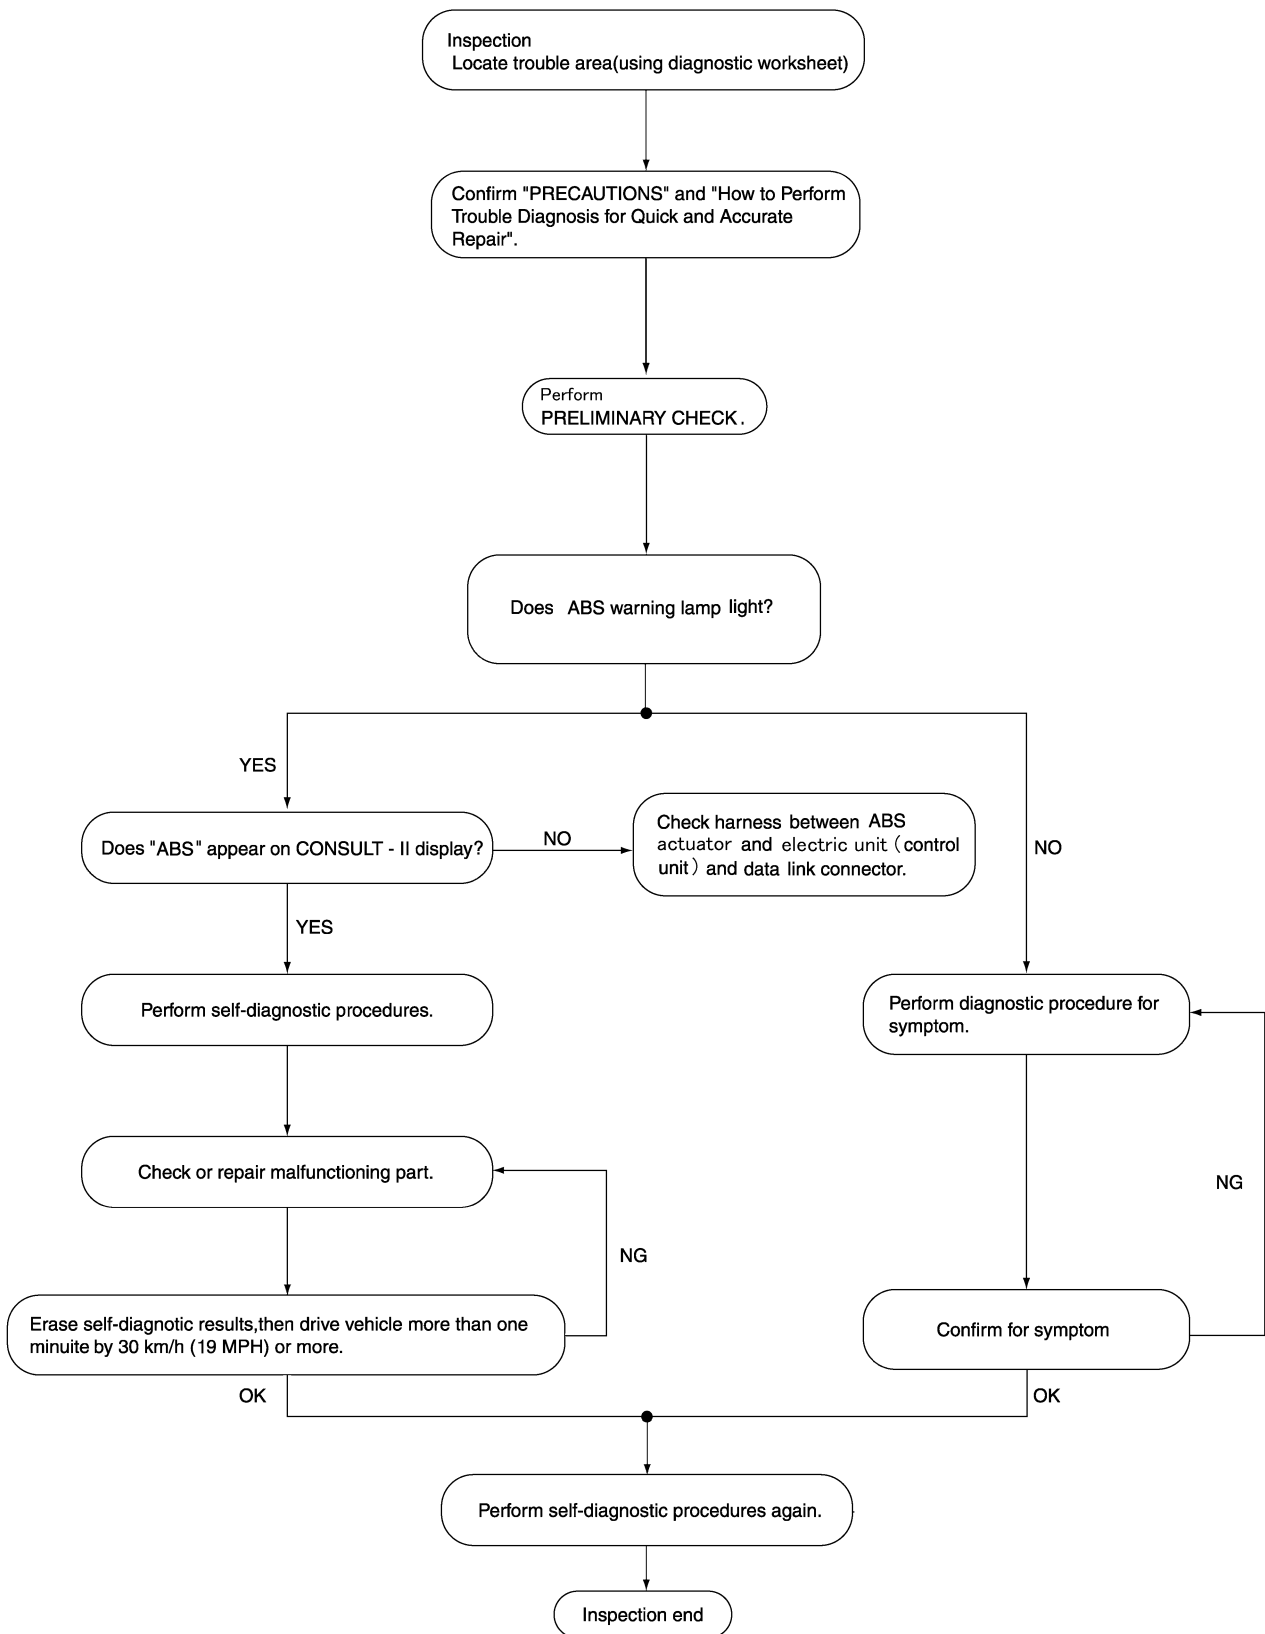 Inspection
Locate trouble area(using diagnostic worksheet)
Confirm "PRECAUTIONS" and "How to Perform
Trouble Diagnosis for Quick and Accurate
Repair".
Perform
PRELIMINARY CHECK.
Does ABS warning lamp light?
YES
NO
Does "ABS" appear on CONSULT - II display?
NO
Check harness between ABS
actuator and electric unit (control
unit) and data link connector.
YES
Perform self-diagnostic procedures.
Perform diagnostic procedure for
symptom.
Check or repair malfunctioning part.
NG
NG
Erase self-diagnotic results,then drive vehicle more than one
minuite by 30 km/h (19 MPH) or more.
Confirm for symptom
OK
OK
Perform self-diagnostic procedures again.
Inspection end